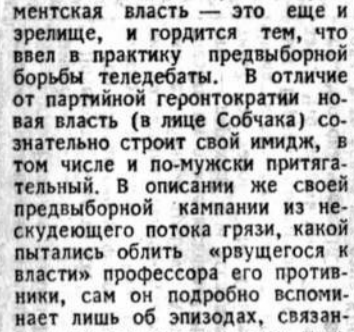 ментская власть — это еще и
зрелище, и гордится тем, что
ввел в практику предвыборной
борьбы теледебаты. В отличие
от партийной геронтократии но-
вая власть (в лице Собчака) со-
знательно строит свой имидж, в
том числе и по-мужски притяга-
тельный. В описании же своей
предвыборной кампании из не-
скудеющего потока грязи, какой
пытались облить «рвущегося к
власти» профессора его против-
ники, сам он подробно вспоми-
нает лишь об эпизодах, связан-